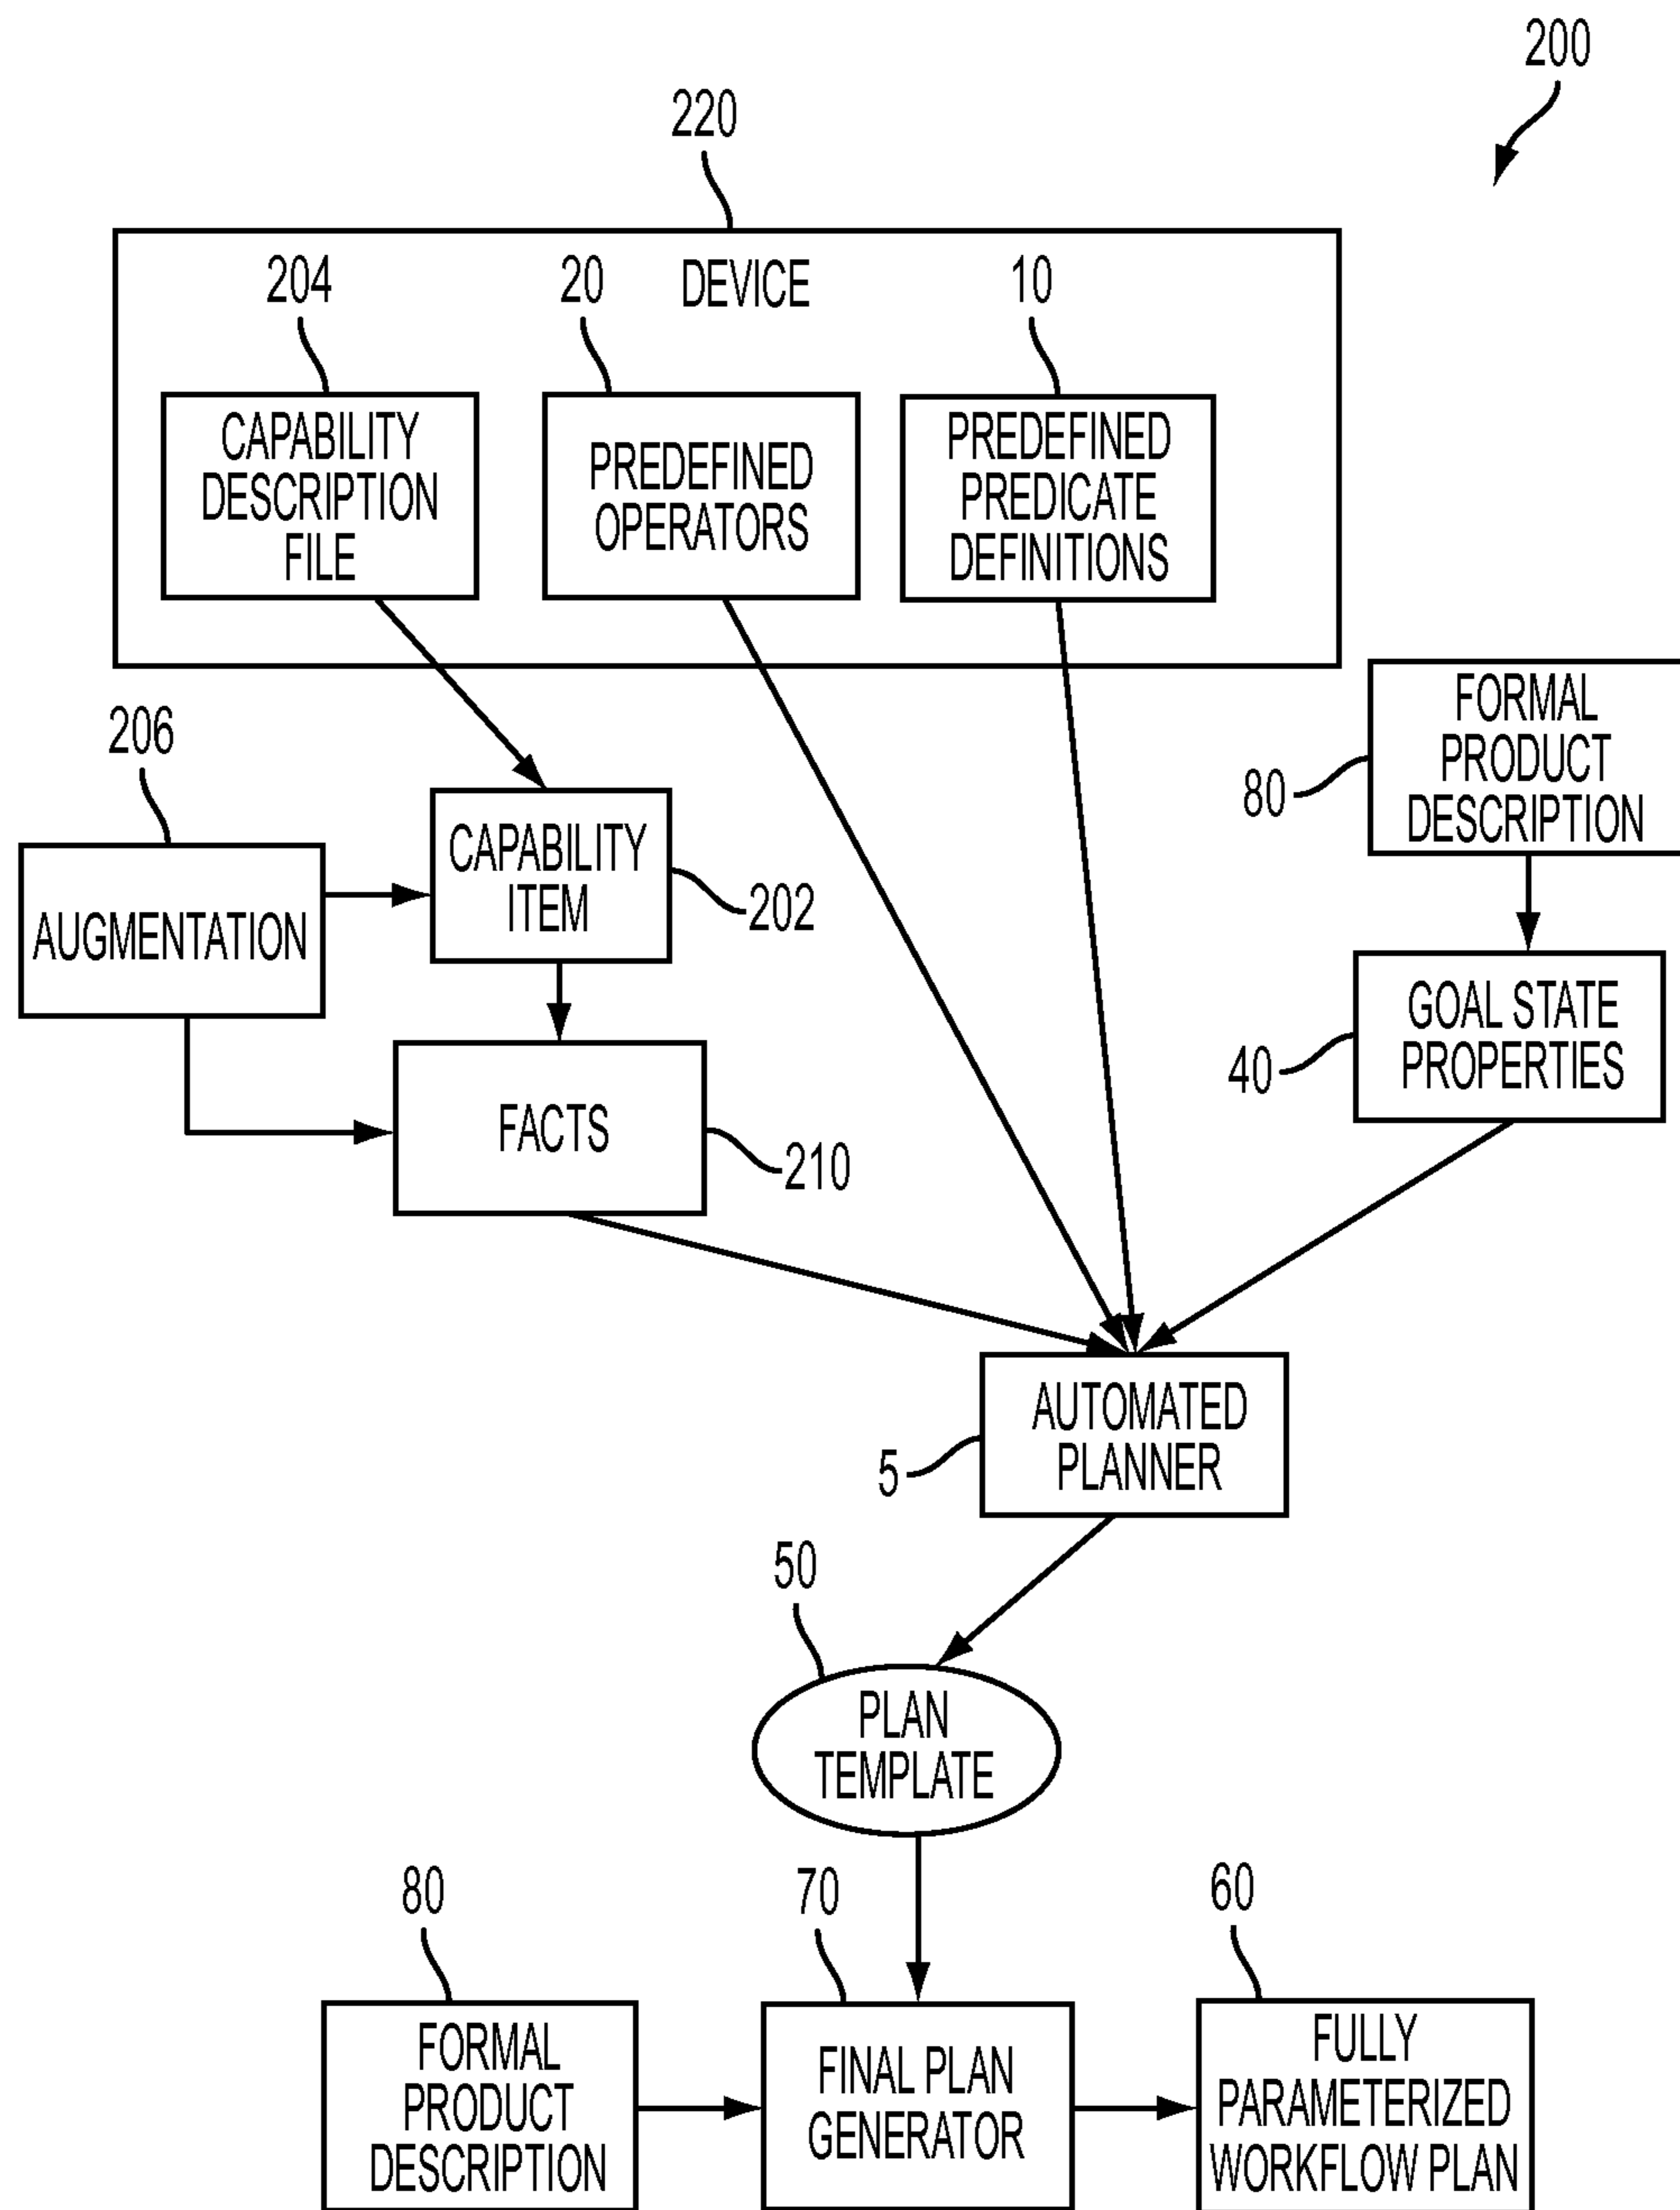 200
220
204
20
DEVICE
10
CAPABILITY
DESCRIPTION
FILE
PREDEFINED
OPERATORS
PREDEFINED
PREDICATE
DEFINITIONS
206
AUGMENTATION
CAPABILITY
ITEM
202
FORMAL
PRODUCT
DESCRIPTION
80
GOAL STATE
PROPERTIES
40
FACTS
210
AUTOMATED
PLANNER
5
50
PLAN
TEMPLATE
80
70
60
FORMAL
PRODUCT
DESCRIPTION
FINAL PLAN
GENERATOR
FULLY
PARAMETERIZED
WORKFLOW PLAN